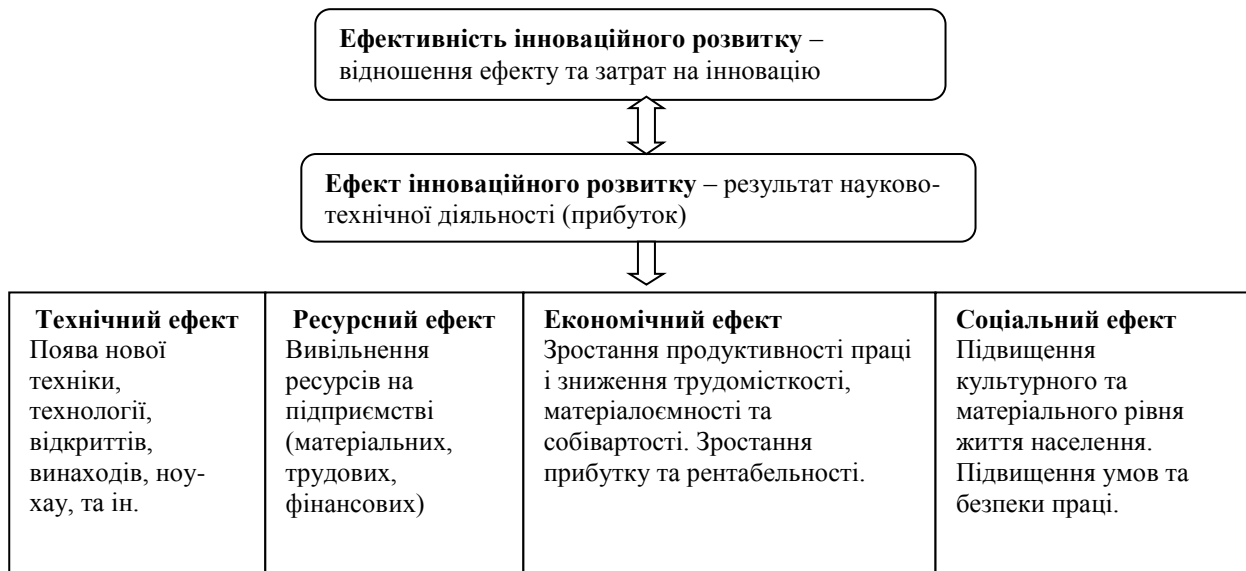 Ефективність інноваційного розвитку –
відношення ефекту та затрат на інновацію
Ефект інноваційного розвитку – результат науково-
технічної діяльності (прибуток)
Технічний ефект
Поява нової
техніки,
технології,
відкриттів,
винаходів, ноу-
хау, та ін.
Ресурсний ефект
Вивільнення
ресурсів на
підприємстві
(матеріальних,
трудових,
фінансових)
Економічний ефект
Зростання продуктивності праці
і зниження трудомісткості,
матеріалоємності та
собівартості. Зростання
прибутку та рентабельності.
Соціальний ефект
Підвищення
культурного та
матеріального рівня
життя населення.
Підвищення умов та
безпеки праці.